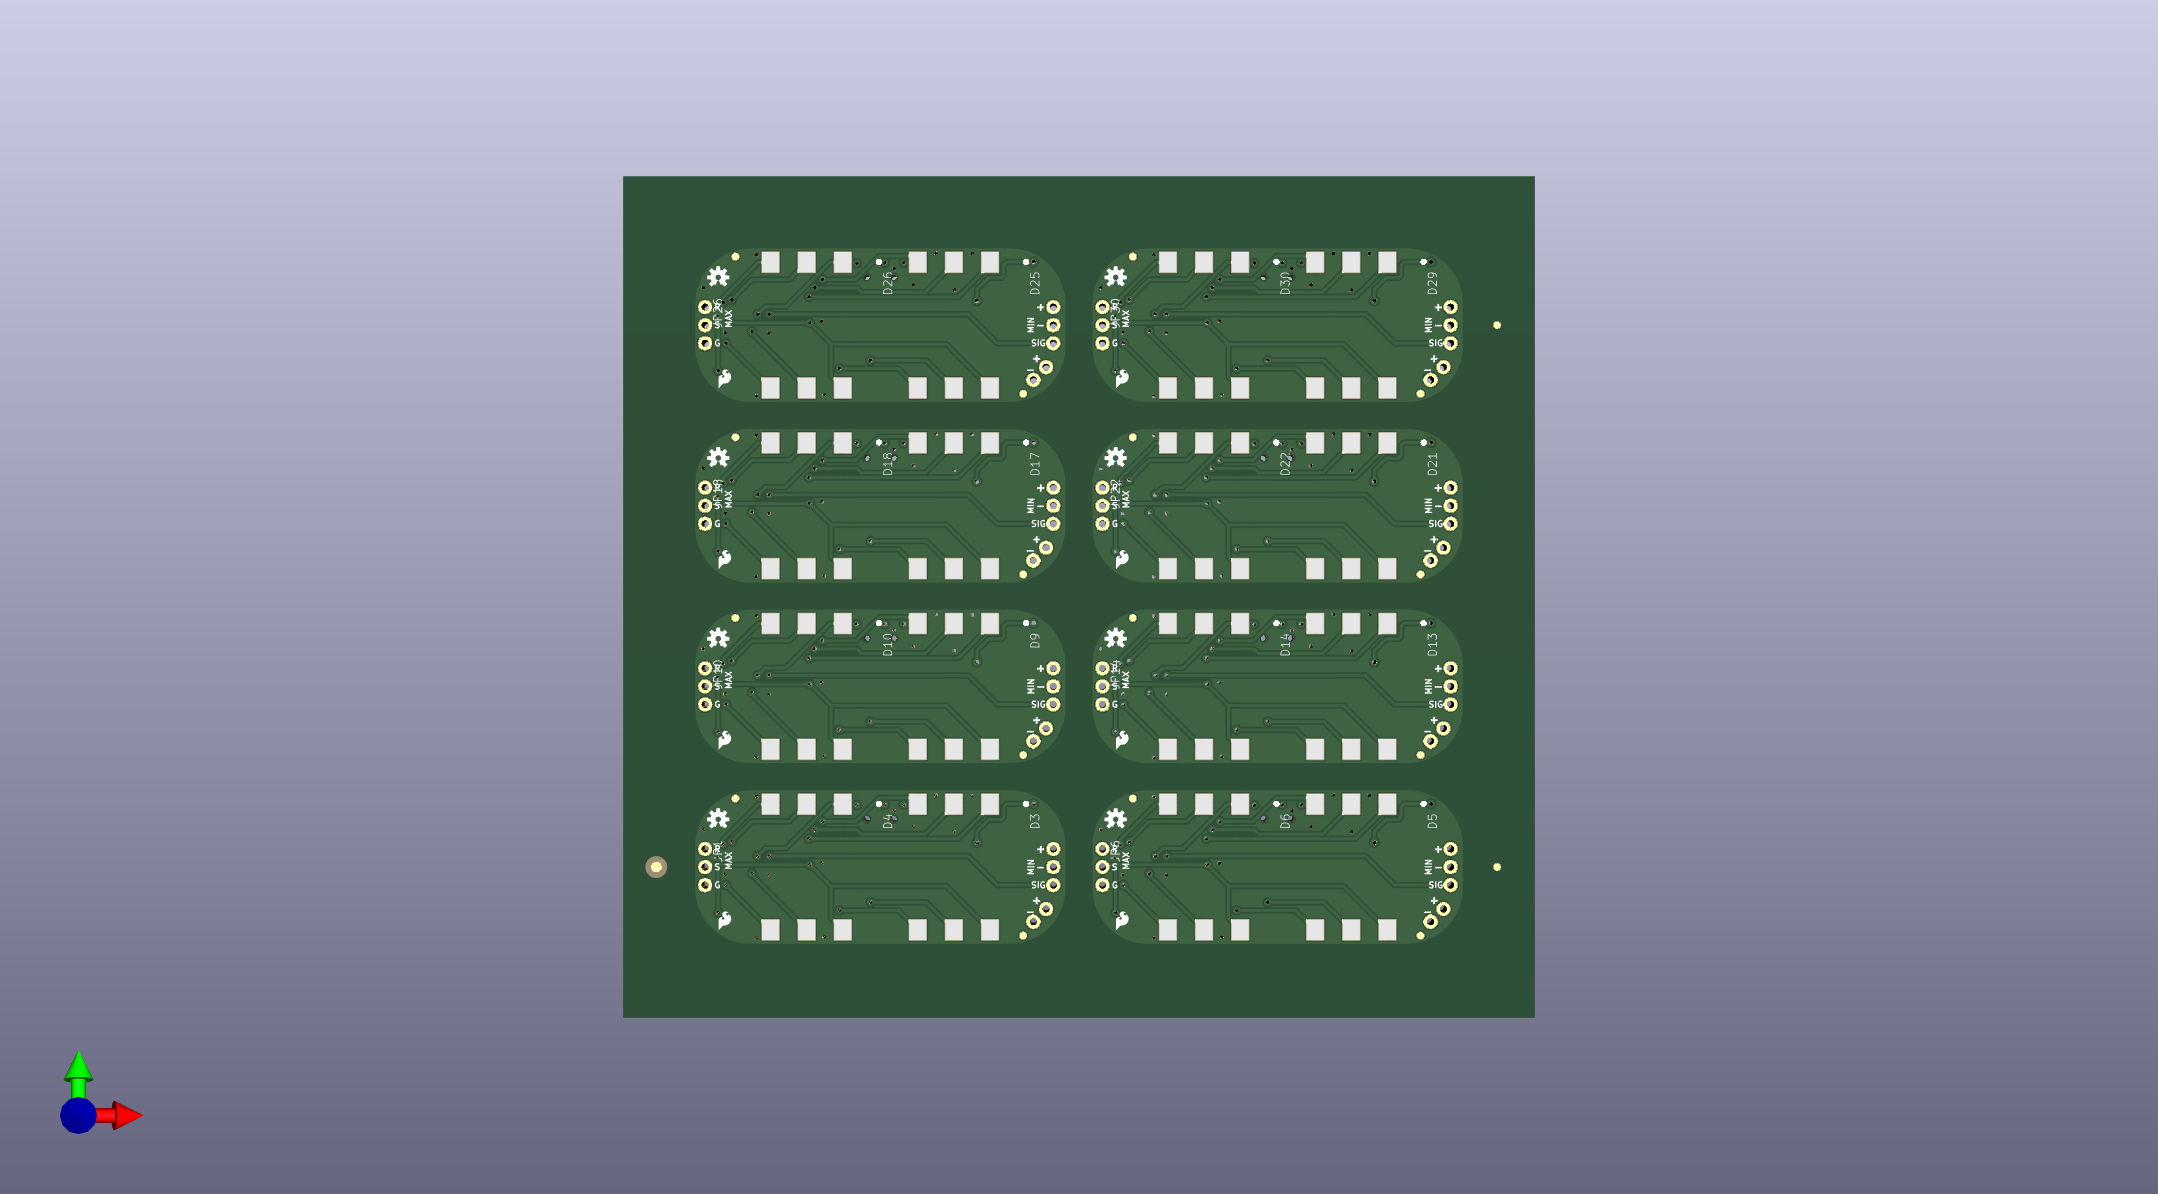 D26
D25
+
S
MAX
MIN
−
G
SIG
+
−
D30
D29
+
S
MAX
MIN
−
G
SIG
+
−
D18
D17
+
S
MAX
MIN
−
G
SIG
+
−
D22
D21
+
S
MAX
MIN
−
G
SIG
+
−
D10
D9
+
S
MAX
MIN
−
G
SIG
+
−
D14
D13
+
S
MAX
MIN
−
G
SIG
+
−
D4
D3
+
S
MAX
MIN
−
G
SIG
+
−
D6
D5
+
S
MAX
MIN
−
G
SIG
+
−